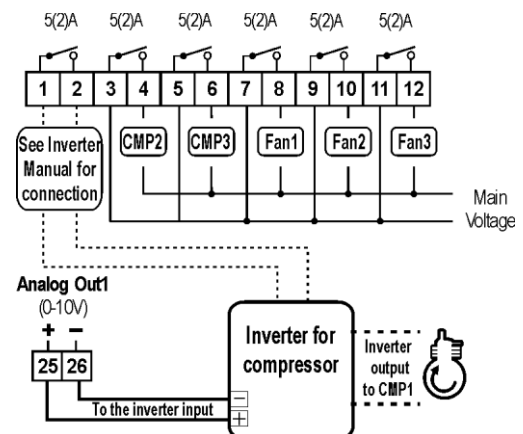 5(2)A 5(2)A 5(2)A 5(2)A 5(2)A 5(2)A
1 2 3 4 5 6 7 8 9 10 11 12
See Inverter
Manual for
connection
CMP2 CMP3 Fan1 Fan2 Fan3
Main
Voltage
Analog Out1
(0-10V)
+ −
25 26
To the inverter input
−
+
Inverter for
compressor
Inverter
output
to CMP1